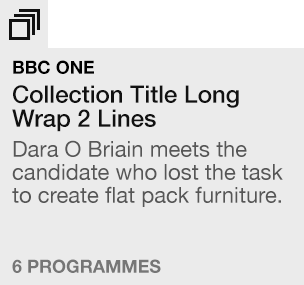 BBC ONE
Collection Title Long
Wrap 2 Lines
Dara O Briain meets the
candidate who lost the task
to create flat pack furniture.
6 PROGRAMMES